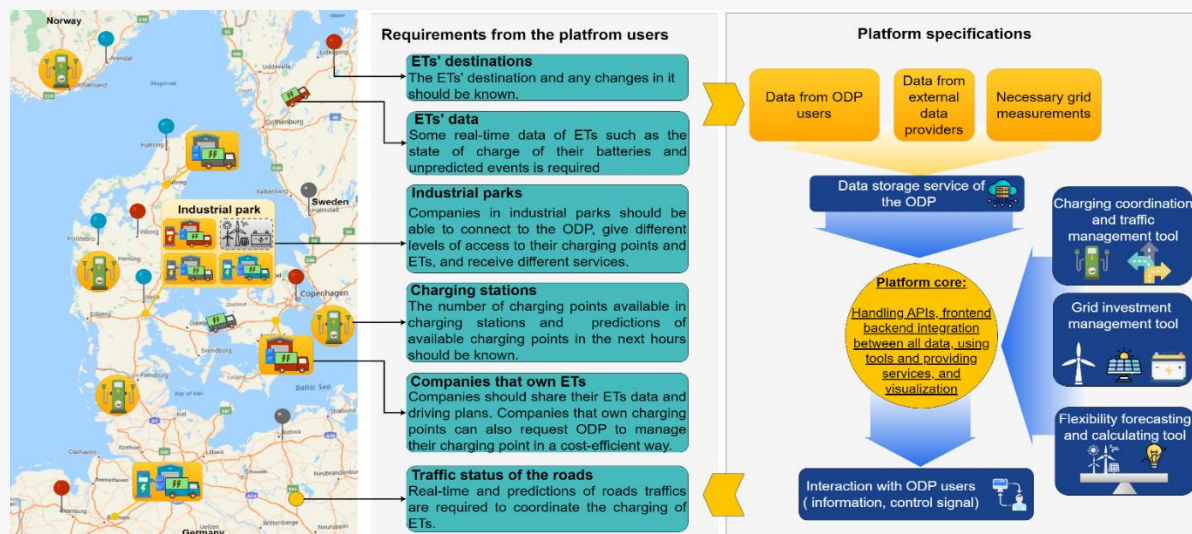 Norway
Arendal
Kristiansand
Skagerrak
Uddevalla
Lidköping
Gothenburg
Hjørring
Falkenberg
Halmstad
Sweden
Industrial park
Viborg
Holstebro
Herning
Vejle
Esbjerg
Copenhagen
Odense
Svendborg
Flensburg
Baltic Sea
Kiel
Rostock
Cuxhaven
Bremerhaven
Lübeck
Wittenberge
Neuruppin
Germany
Requirements from the platfrom users
ETs' destinations
The ETs' destination and any changes in it
should be known.
ETs' data
Some real-time data of ETs such as the
state of charge of their batteries and
unpredicted events is required
Industrial parks
Companies in industrial parks should be
able to connect to the ODP, give different
levels of access to their charging points and
ETs, and receive different services.
Charging stations
The number of charging points available in
charging stations and predictions of
available charging points in the next hours
should be known.
Companies that own ETs
Companies should share their ETs data and
driving plans. Companies that own charging
points can also request ODP to manage
their charging point in a cost-efficient way.
Traffic status of the roads
Real-time and predictions of roads traffics
are required to coordinate the charging of
ETs.
Platform specifications
Data from ODP
users
Data from
external
data
providers
Necessary grid
measurements
Data storage service of
the ODP
Platform core:
Handling APIs, frontend
backend integration
between all data, using
tools and providing
services, and
visualization
Interaction with ODP users
( information, control signal)
Charging coordination
and traffic
management tool
Grid investment
management tool
Flexibility forecasting
and calculating tool